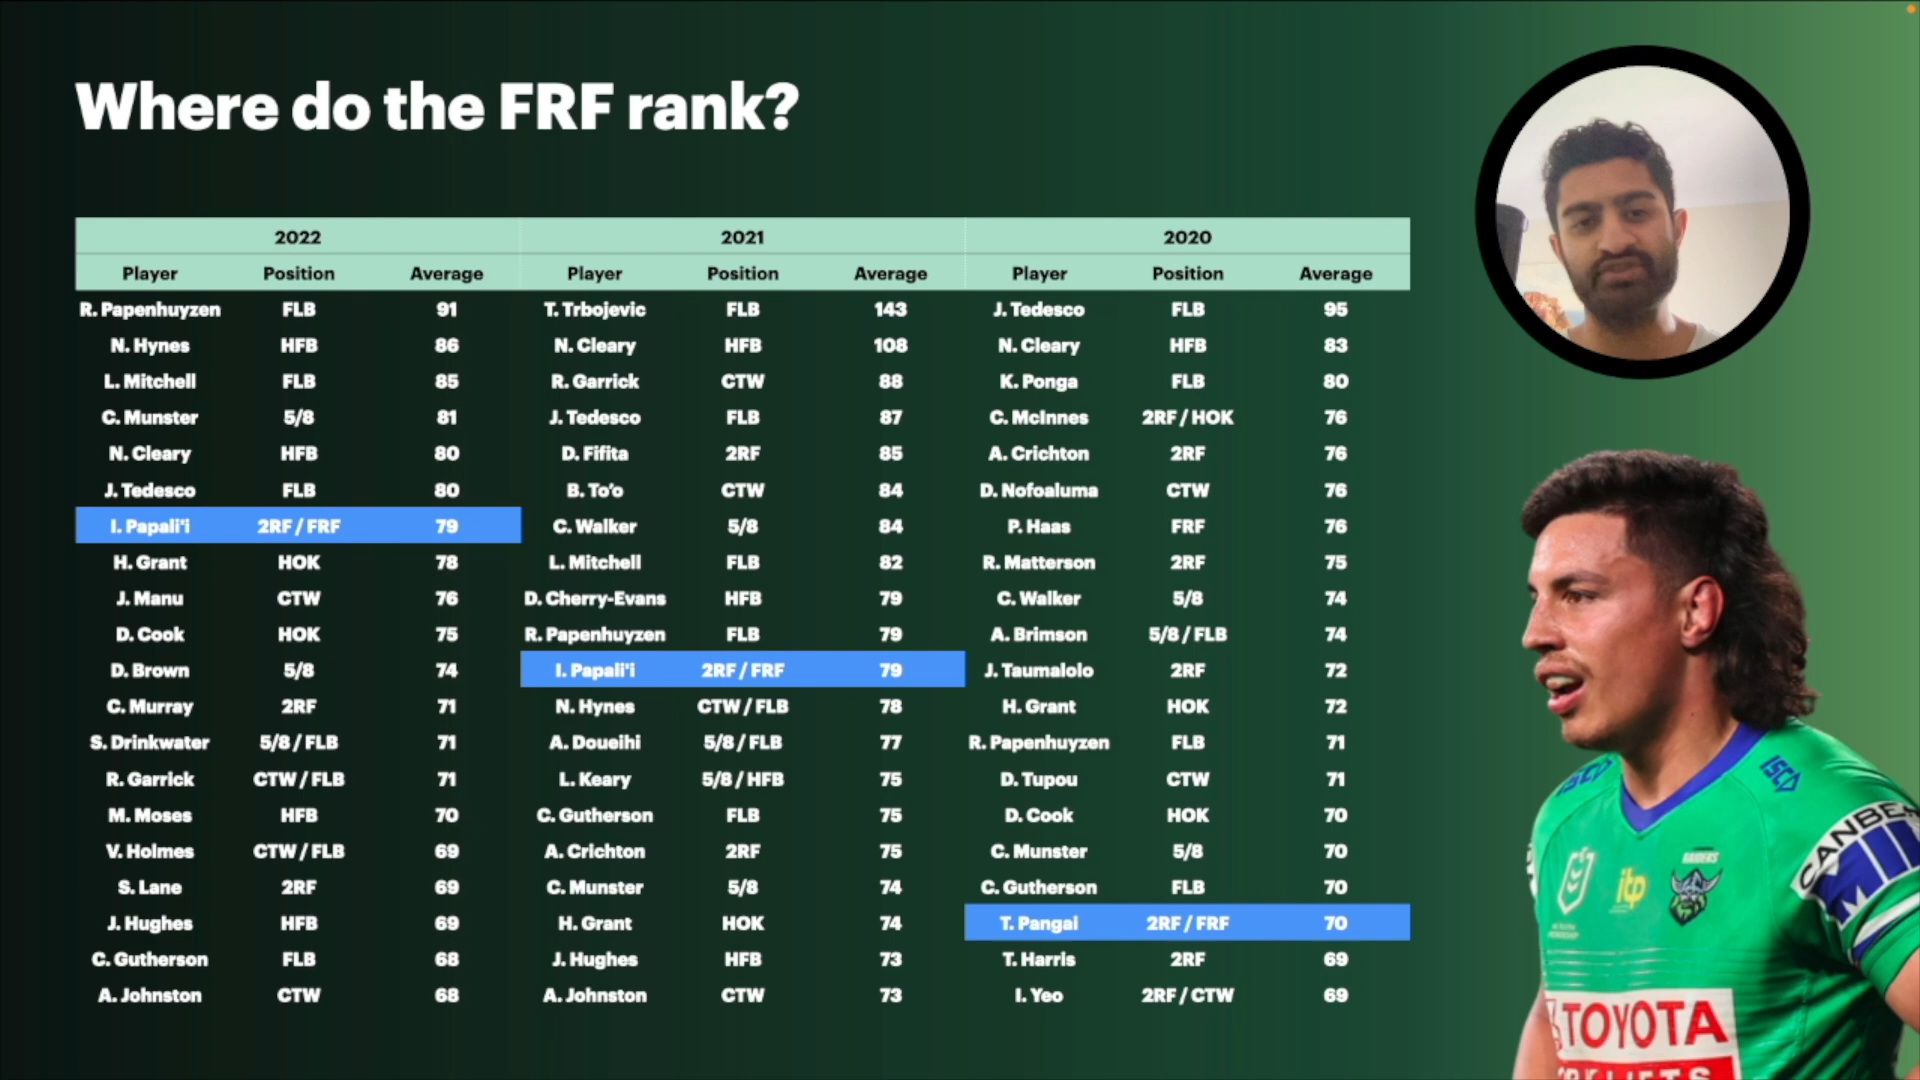 Where do the FRF rank?
2022 2021 2020
Player Position Average Player Position Average Player Position Average
R. Papenhuyzen FLB 91 T. Trbojevic FLB 143 J. Tedesco FLB 95
N. Hynes HFB 86 N. Cleary HFB 108 N. Cleary HFB 83
L. Mitchell FLB 85 R. Garrick CTW 88 K. Ponga FLB 80
C. Munster 5/8 81 J. Tedesco FLB 87 C. McInnes 2RF / HOK 76
N. Cleary HFB 80 D. Fifita 2RF 85 A. Crichton 2RF 76
J. Tedesco FLB 80 B. To'o CTW 84 D. Nofoaluma CTW 76
I. Papali'i 2RF / FRF 79 C. Walker 5/8 84 P. Haas FRF 76
H. Grant HOK 78 L. Mitchell FLB 82 R. Matterson 2RF 75
J. Manu CTW 76 D. Cherry-Evans HFB 79 C. Walker 5/8 74
D. Cook HOK 75 R. Papenhuyzen FLB 79 A. Brimson 5/8 / FLB 74
D. Brown 5/8 74 I. Papali'i 2RF / FRF 79 J. Taumalolo 2RF 72
C. Murray 2RF 71 N. Hynes CTW / FLB 78 H. Grant HOK 72
S. Drinkwater 5/8 / FLB 71 A. Doueihi 5/8 / FLB 77 R. Papenhuyzen FLB 71
R. Garrick CTW / FLB 71 L. Keary 5/8 / HFB 75 D. Tupou CTW 71
M. Moses HFB 70 C. Gutherson FLB 75 D. Cook HOK 70
V. Holmes CTW / FLB 69 A. Crichton 2RF 75 C. Munster 5/8 70
S. Lane 2RF 69 C. Munster 5/8 74 C. Gutherson FLB 70
J. Hughes HFB 69 H. Grant HOK 74 T. Pangai 2RF / FRF 70
C. Gutherson FLB 68 J. Hughes HFB 73 T. Harris 2RF 69
A. Johnston CTW 68 A. Johnston CTW 73 I. Yeo 2RF / CTW 69
ISC
ISC
CANBE
RAIDERS
itp
TOYOTA